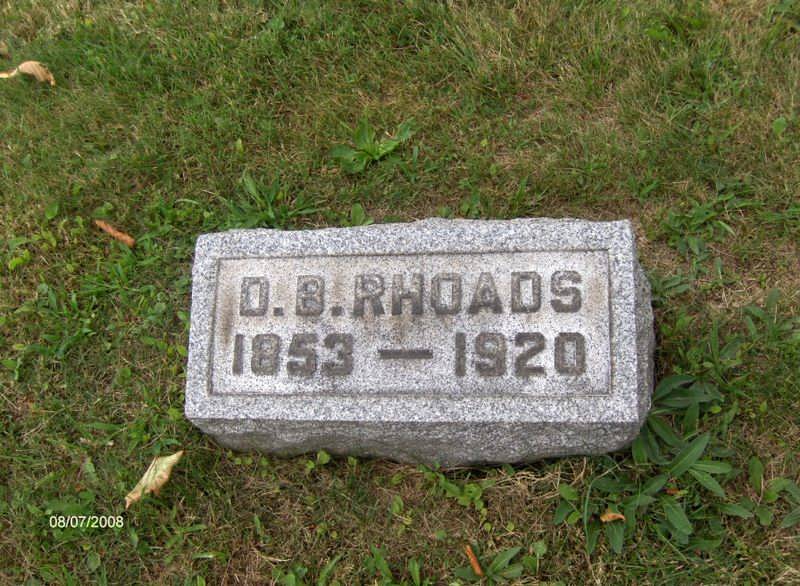 D. B. RHOADS
1853 — 1920
08/07/2008